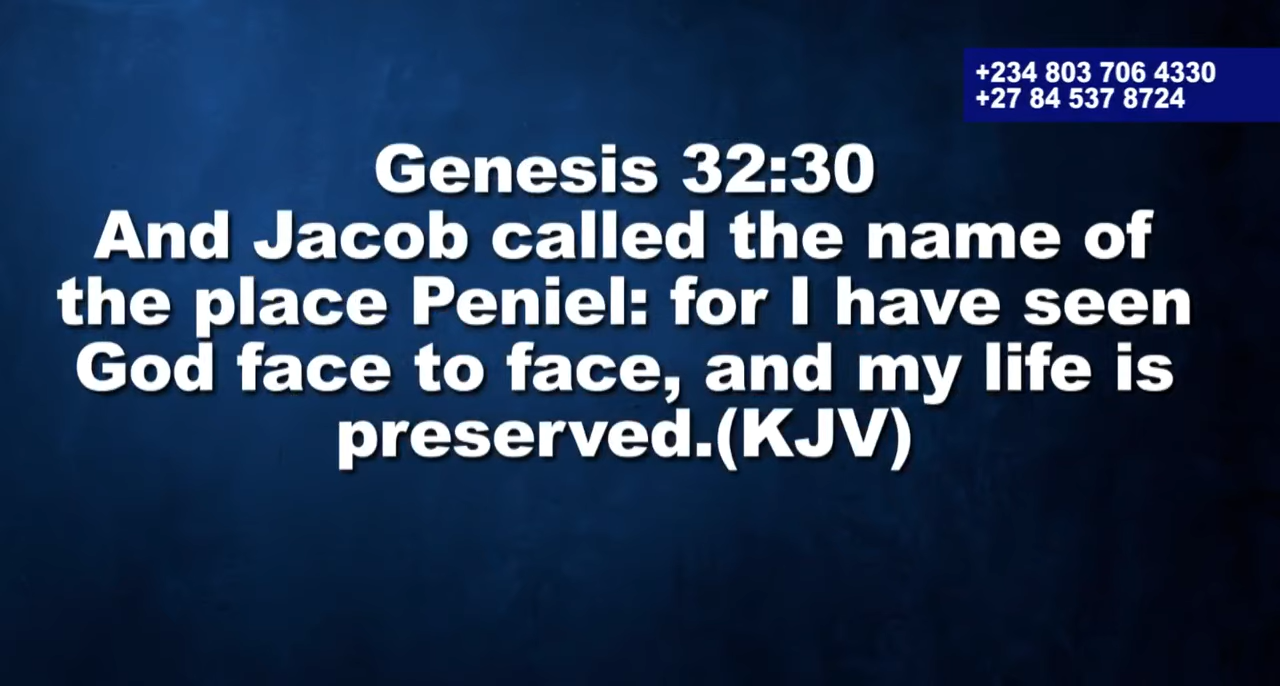 +234 803 706 4330
+27 84 537 8724
Genesis 32:30
And Jacob called the name of
the place Peniel: for I have seen
God face to face, and my life is
preserved.(KJV)